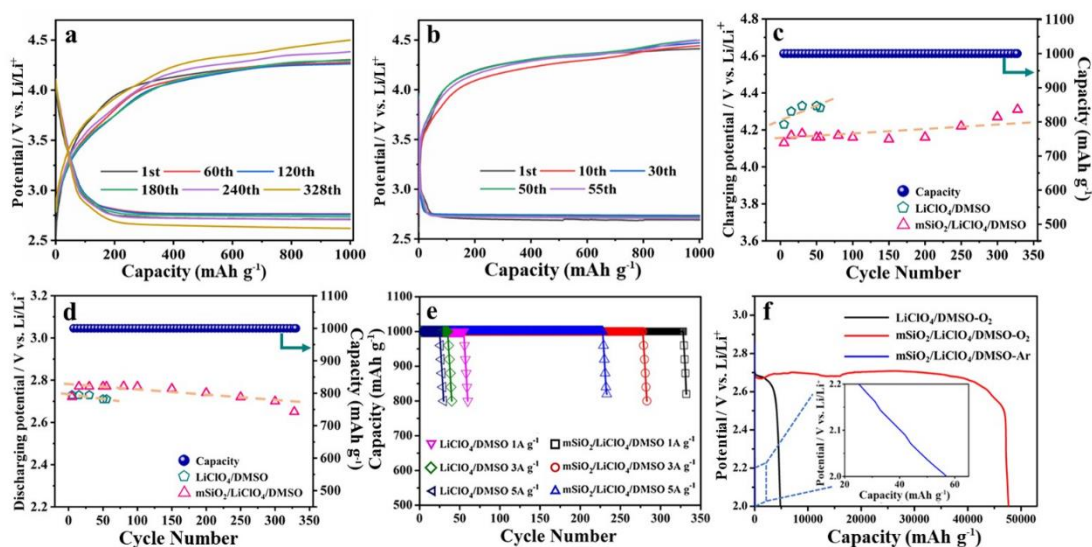 a
Potential/ V vs. Li/Li⁺
4.5
4.0
3.5
3.0
2.5
1st 60th 120th
180th 240th 328th
0 200 400 600 800 1000
Capacity (mAh g⁻¹)
b
Potential/ V vs. Li/Li⁺
4.5
4.0
3.5
3.0
2.5
1st 10th 30th
50th 55th
0 200 400 600 800 1000
Capacity (mAh g⁻¹)
c
Charging potential / V vs. Li/Li⁺
4.8
4.6
4.4
4.2
4.0
3.8
3.6
Capacity
LiClO₄/DMSO
mSiO₂/LiClO₄/DMSO
0 50 100 150 200 250 300 350
Cycle Number
1100
1000
900
800
700
600
500
Capacity (mAh g⁻¹)
d
Discharging potential / V vs. Li/Li⁺
3.2
3.1
3.0
2.9
2.8
2.7
2.6
2.5
2.4
2.3
2.2
Capacity
LiClO₄/DMSO
mSiO₂/LiClO₄/DMSO
0 50 100 150 200 250 300 350
Cycle Number
1100
1000
900
800
700
600
500
Capacity (mAh g⁻¹)
e
Capacity (mAh g⁻¹)
1100
1000
900
800
700
600
500
LiClO₄/DMSO 1A g⁻¹ mSiO₂/LiClO₄/DMSO 1A g⁻¹
LiClO₄/DMSO 3A g⁻¹ mSiO₂/LiClO₄/DMSO 3A g⁻¹
LiClO₄/DMSO 5A g⁻¹ mSiO₂/LiClO₄/DMSO 5A g⁻¹
0 50 100 150 200 250 300 350
Cycle Number
f
Potential / V vs. Li/Li⁺
3.0
2.8
2.6
2.4
2.2
2.0
LiClO₄/DMSO-O₂
mSiO₂/LiClO₄/DMSO-O₂
mSiO₂/LiClO₄/DMSO-Ar
Potential / V vs. Li/Li⁺
2.2
2.1
2.0
20 40 60
Capacity (mAh g⁻¹)
0 10000 20000 30000 40000 50000
Capacity (mAh g⁻¹)